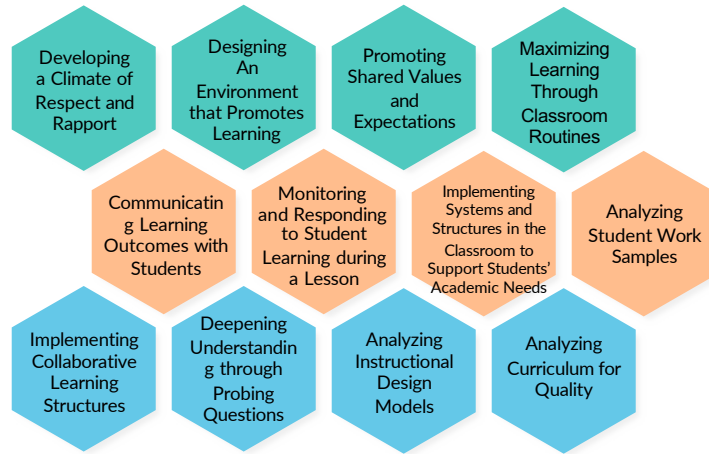 Developing
a Climate of
Respect and
Rapport
Designing
An
Environment
that Promotes
Learning
Promoting
Shared Values
and
Expectations
Maximizing
Learning
Through
Classroom
Routines
Communicatin
g Learning
Outcomes with
Students
Monitoring
and Responding
to Student
Learning during
a Lesson
Implementing
Systems and
Structures in the
Classroom to
Support Students'
Academic Needs
Analyzing
Student Work
Samples
Implementing
Collaborative
Learning
Structures
Deepening
Understandin
g through
Probing
Questions
Analyzing
Instructional
Design
Models
Analyzing
Curriculum for
Quality